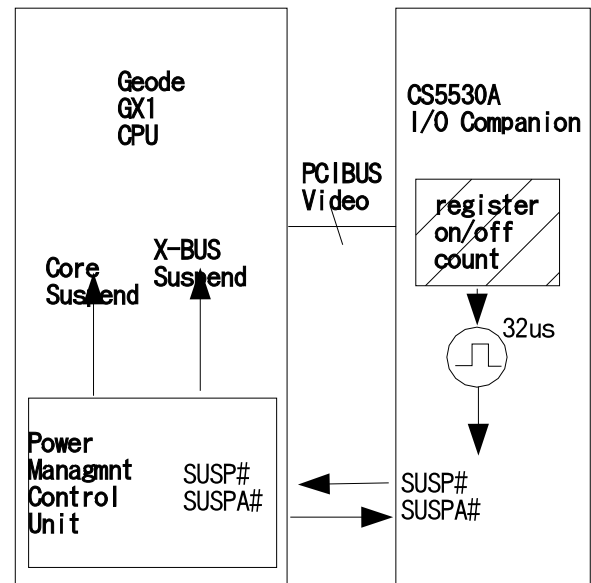 Geode
GX1
CPU
Core
Suspend
X-BUS
Suspend
Power
Managmnt
Control
Unit
SUSP#
SUSPA#
PCIBUS
Video
CS5530A
I/O Companion
register
on/off
count
32us
SUSP#
SUSPA#